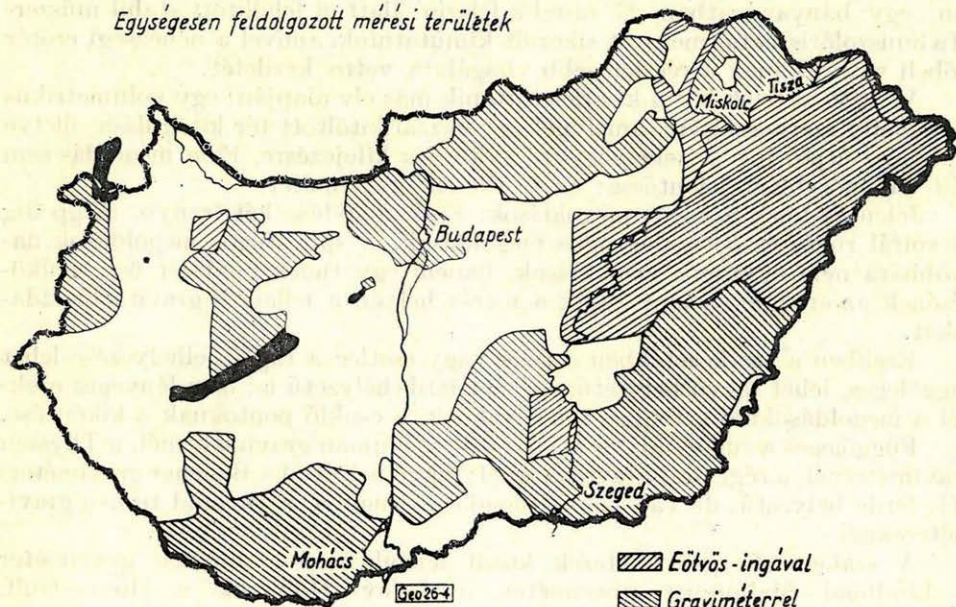 Egységesen feldolgozott mérési területek
Tisza
Miskolc
Budapest
Szeged
Mohács
Geo 26-4
Eötvös-ingával
Graviméterrel